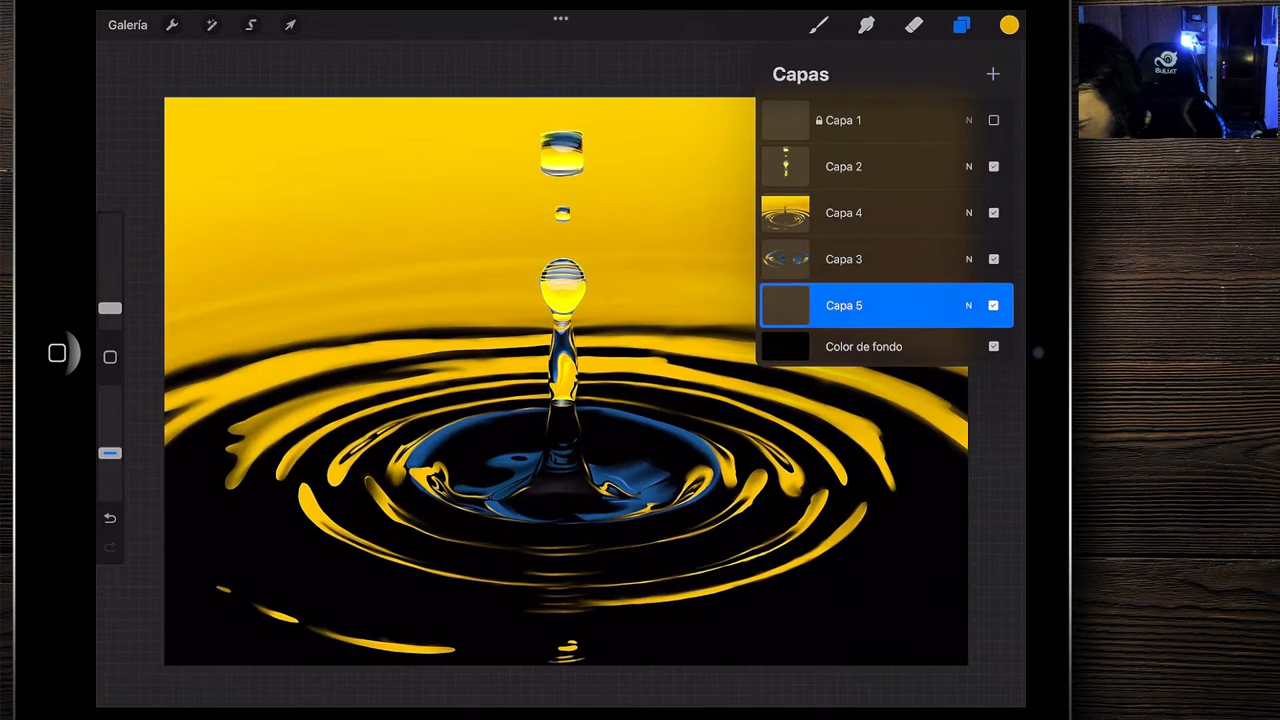 Galería
Capas
Capa 1 N
Capa 2 N
Capa 4 N
Capa 3 N
Capa 5 N
Color de fondo